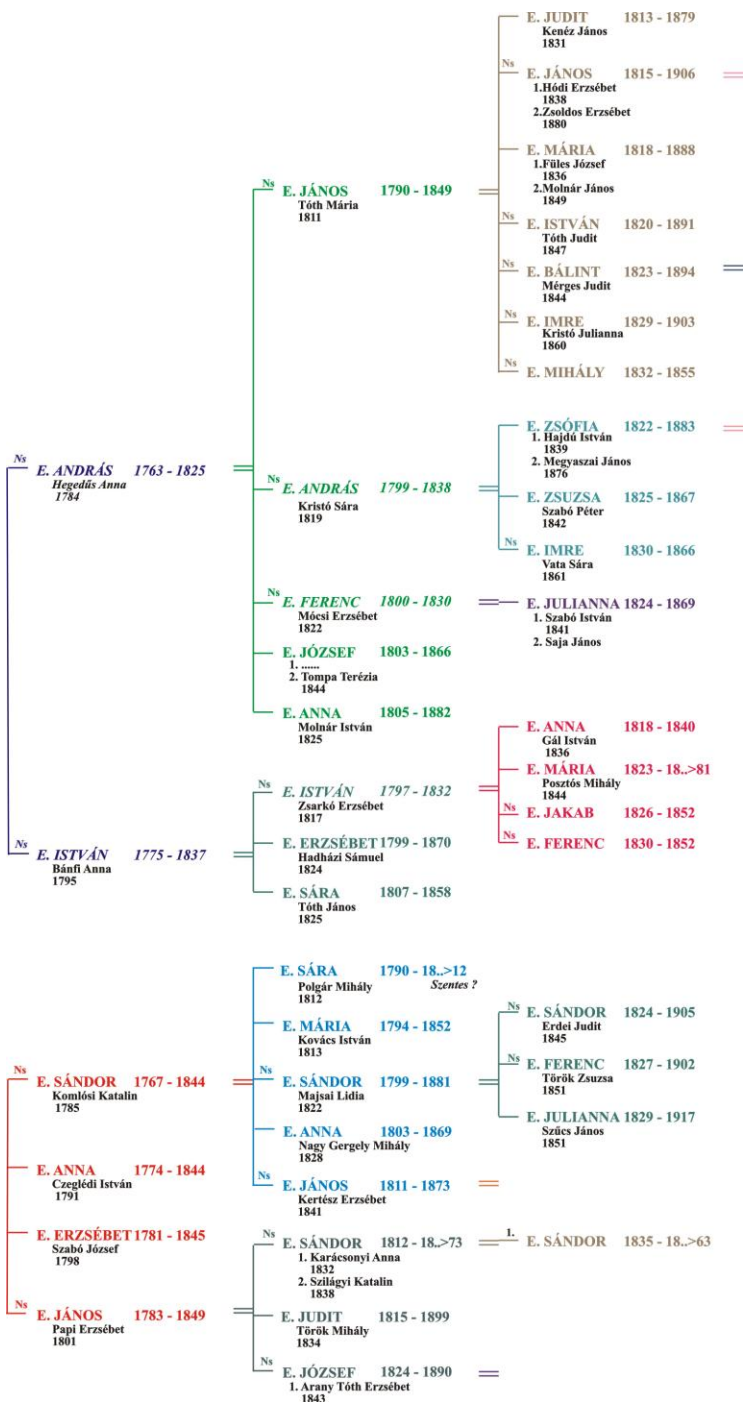 E. JUDIT 1813 - 1879
Kenéz János
1831
Ns
E. JÁNOS 1815 - 1906
1.Hódi Erzsébet
1838
2.Zsoldos Erzsébet
1880
E. MÁRIA 1818 - 1888
1.Füles József
1836
2.Molnár János
1849
Ns
E. JÁNOS 1790 - 1849
Tóth Mária
1811
Ns
E. ISTVÁN 1820 - 1891
Tóth Judit
1847
Ns
E. BÁLINT 1823 - 1894
Mérges Judit
1844
Ns
E. IMRE 1829 - 1903
Kristó Julianna
1860
Ns
E. MIHÁLY 1832 - 1855
E. ZSÓFIA 1822 - 1883
1. Hajdú István
1839
2. Megyaszai János
1876
Ns
E. ANDRÁS 1763 - 1825
Hegedűs Anna
1784
Ns
E. ANDRÁS 1799 - 1838
Kristó Sára
1819
E. ZSUZSA 1825 - 1867
Szabó Péter
1842
Ns
E. IMRE 1830 - 1866
Vata Sára
1861
Ns
E. FERENC 1800 - 1830
Mócsi Erzsébet
1822
E. JULIANNA 1824 - 1869
1. Szabó István
1841
2. Saja János
E. JÓZSEF 1803 - 1866
1. ......
2. Tompa Terézia
1844
E. ANNA 1805 - 1882
Molnár István
1825
E. ANNA 1818 - 1840
Gál István
1836
Ns
E. ISTVÁN 1797 - 1832
Zsarkó Erzsébet
1817
E. MÁRIA 1823 - 18..>81
Posztós Mihály
1844
Ns
E. JAKAB 1826 - 1852
Ns
E. FERENC 1830 - 1852
Ns
E. ISTVÁN 1775 - 1837
Bánfi Anna
1795
E. ERZSÉBET 1799 - 1870
Hadházi Sámuel
1824
E. SÁRA 1807 - 1858
Tóth János
1825
E. SÁRA 1790 - 18..>12
Polgár Mihály Szentes ?
1812
E. MÁRIA 1794 - 1852
Kovács István
1813
Ns
E. SÁNDOR 1824 - 1905
Erdei Judit
1845
Ns
E. SÁNDOR 1767 - 1844
Komlósi Katalin
1785
Ns
E. SÁNDOR 1799 - 1881
Majsai Lidia
1822
Ns
E. FERENC 1827 - 1902
Török Zsuzsa
1851
E. JULIANNA 1829 - 1917
Szűcs János
1851
E. ANNA 1803 - 1869
Nagy Gergely Mihály
1828
E. ANNA 1774 - 1844
Czeglédi István
1791
Ns
E. JÁNOS 1811 - 1873
Kertész Erzsébet
1841
E. ERZSÉBET 1781 - 1845
Szabó József
1798
Ns
E. SÁNDOR 1812 - 18..>73
1. Karácsonyi Anna
1832
2. Szilágyi Katalin
1838
1.
E. SÁNDOR 1835 - 18..>63
Ns
E. JÁNOS 1783 - 1849
Papi Erzsébet
1801
E. JUDIT 1815 - 1899
Török Mihály
1834
Ns
E. JÓZSEF 1824 - 1890
1. Arany Tóth Erzsébet
1843